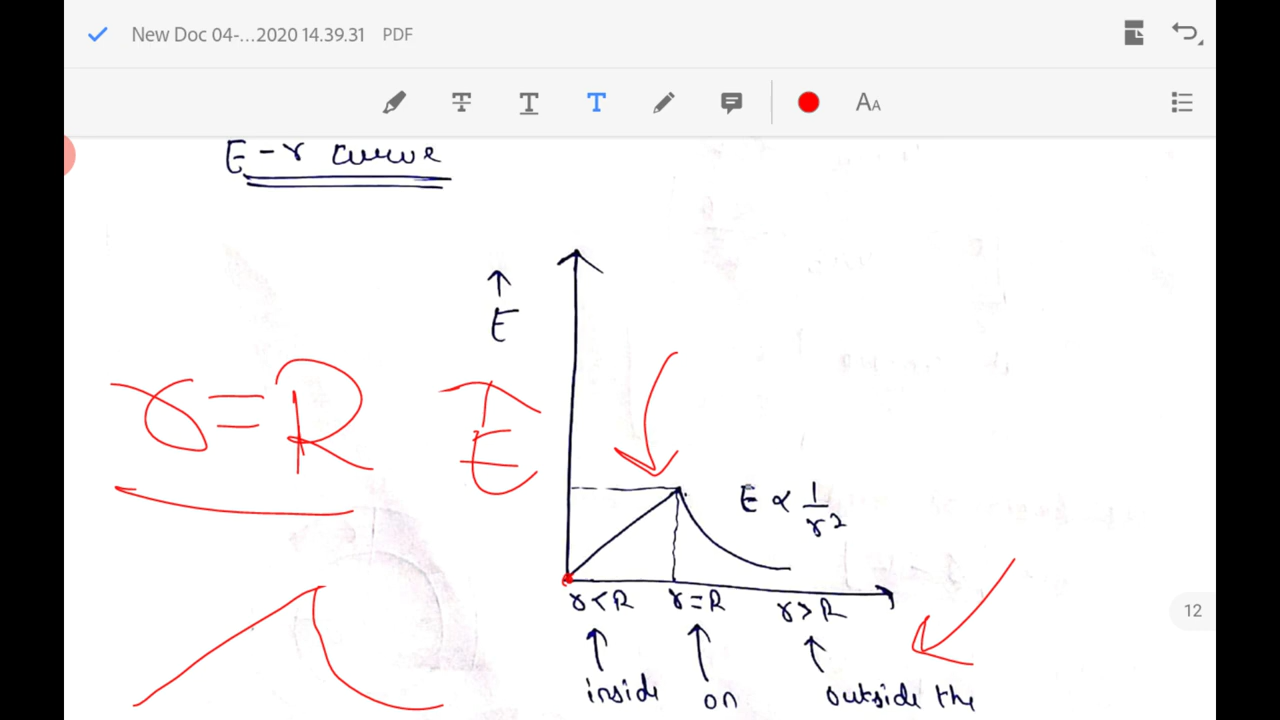 New Doc 04-...2020 14.39.31 PDF
T T T AA
E - r curve
↑
E
r = R
E
E ∝ 1/r²
r < R r = R r > R
12
↑ ↑ ↑
inside on outside the